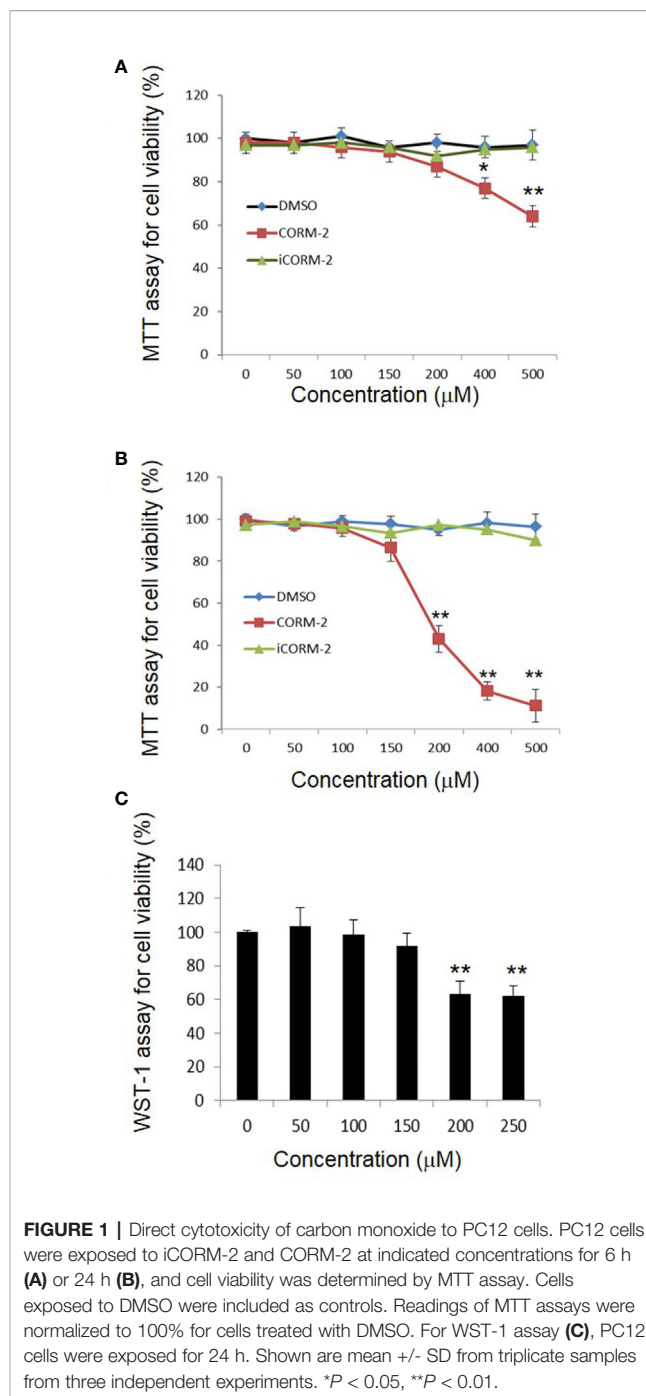 A
MTT assay for cell viability (%)
120
100
80
60
40
20
0
DMSO
CORM-2
iCORM-2
*
**
0 50 100 150 200 400 500
Concentration (μM)
B
MTT assay for cell viability (%)
120
100
80
60
40
20
0
DMSO
CORM-2
iCORM-2
**
**
**
0 50 100 150 200 400 500
Concentration (μM)
C
WST-1 assay for cell viability (%)
140
120
100
80
60
40
20
0
**
**
0 50 100 150 200 250
Concentration (μM)
FIGURE 1 | Direct cytotoxicity of carbon monoxide to PC12 cells. PC12 cells
were exposed to iCORM-2 and CORM-2 at indicated concentrations for 6 h
(A) or 24 h (B), and cell viability was determined by MTT assay. Cells
exposed to DMSO were included as controls. Readings of MTT assays were
normalized to 100% for cells treated with DMSO. For WST-1 assay (C), PC12
cells were exposed for 24 h. Shown are mean +/- SD from triplicate samples
from three independent experiments. *P < 0.05, **P < 0.01.